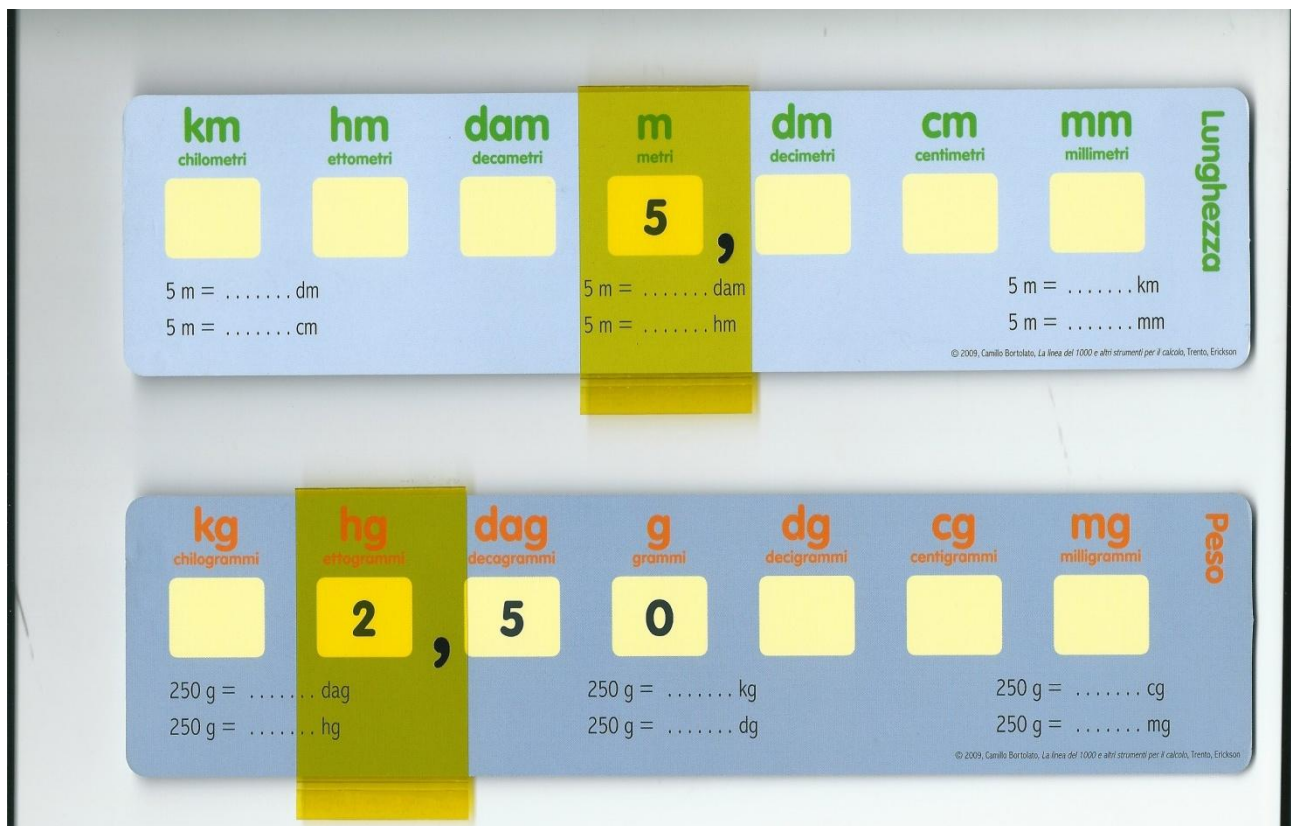 km hm dam m dm cm mm
chilometri ettometri decametri metri decimetri centimetri millimetri
Lunghezza
5 ,
5 m = ....... dm 5 m = ....... dam 5 m = ....... km
5 m = ....... cm 5 m = ....... hm 5 m = ....... mm
© 2009, Camillo Bortolato, La linea del 1000 e altri strumenti per il calcolo, Trento, Erickson
kg hg dag g dg cg mg
chilogrammi ettogrammi decagrammi grammi decigrammi centigrammi milligrammi
Peso
2 , 5 0
250 g = ....... dag 250 g = ....... kg 250 g = ....... cg
250 g = ....... hg 250 g = ....... dg 250 g = ....... mg
© 2009, Camillo Bortolato, La linea del 1000 e altri strumenti per il calcolo, Trento, Erickson